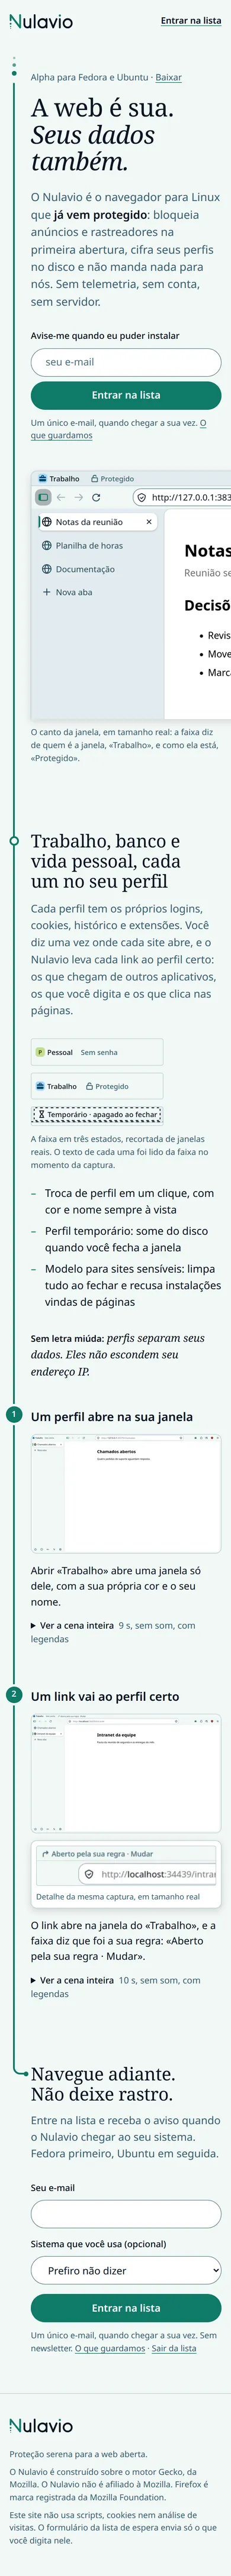 Nulavio
Entrar na lista
Alpha para Fedora e Ubuntu · Baixar
A web é sua.
Seus dados
também.
O Nulavio é o navegador para Linux
que já vem protegido: bloqueia
anúncios e rastreadores na
primeira abertura, cifra seus perfis
no disco e não manda nada para
nós. Sem telemetria, sem conta,
sem servidor.
Avise-me quando eu puder instalar
seu e-mail
Entrar na lista
Um único e-mail, quando chegar a sua vez. O
que guardamos
Trabalho Protegido
http://127.0.0.1:383
Notas da reunião
Planilha de horas
Documentação
Nova aba
Notas
Reunião se
Decisõ
Revis
Move
Marc
O canto da janela, em tamanho real: a faixa diz
de quem é a janela, «Trabalho», e como ela está,
«Protegido».
Trabalho, banco e
vida pessoal, cada
um no seu perfil
Cada perfil tem os próprios logins,
cookies, histórico e extensões. Você
diz uma vez onde cada site abre, e o
Nulavio leva cada link ao perfil certo:
os que chegam de outros aplicativos,
os que você digita e os que clica nas
páginas.
P Pessoal Sem senha
Trabalho Protegido
Temporário · apagado ao fechar
A faixa em três estados, recortada de janelas
reais. O texto de cada uma foi lido da faixa no
momento da captura.
– Troca de perfil em um clique, com
cor e nome sempre à vista
– Perfil temporário: some do disco
quando você fecha a janela
– Modelo para sites sensíveis: limpa
tudo ao fechar e recusa instalações
vindas de páginas
Sem letra miúda: perfis separam seus
dados. Eles não escondem seu
endereço IP.
1 Um perfil abre na sua janela
Chamados abertos
Abrir «Trabalho» abre uma janela só
dele, com a sua própria cor e o seu
nome.
Ver a cena inteira 9 s, sem som, com
legendas
2 Um link vai ao perfil certo
Intranet da equipe
Aberto pela sua regra · Mudar
http://localhost:34439/intrar
Detalhe da mesma captura, em tamanho real
O link abre na janela do «Trabalho», e a
faixa diz que foi a sua regra: «Aberto
pela sua regra · Mudar».
Ver a cena inteira 10 s, sem som, com
legendas
Navegue adiante.
Não deixe rastro.
Entre na lista e receba o aviso quando
o Nulavio chegar ao seu sistema.
Fedora primeiro, Ubuntu em seguida.
Seu e-mail
Sistema que você usa (opcional)
Prefiro não dizer
Entrar na lista
Um único e-mail, quando chegar a sua vez. Sem
newsletter. O que guardamos · Sair da lista
Nulavio
Proteção serena para a web aberta.
O Nulavio é construído sobre o motor Gecko, da
Mozilla. O Nulavio não é afiliado à Mozilla. Firefox é
marca registrada da Mozilla Foundation.
Este site não usa scripts, cookies nem análise de
visitas. O formulário da lista de espera envia só o que
você digita nele.